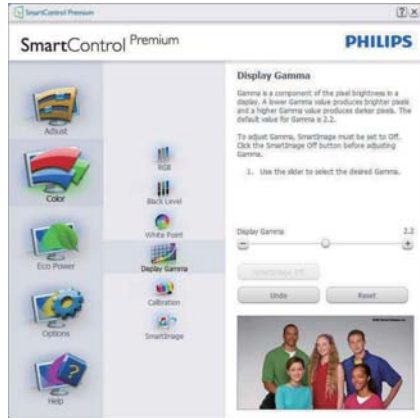 SmartControl Premium
SmartControl Premium
PHILIPS
Adjust
Color
Eco Power
Options
Help
RGB
Black Level
White Point
Display Gamma
Calibration
SmartImage
Display Gamma
Gamma is a component of the pixel brightness in a
display. A lower Gamma value produces brighter pixels
and a higher Gamma value produces darker pixels. The
default value for Gamma is 2.2.
To adjust Gamma, SmartImage must be set to Off.
Click the SmartImage Off button before adjusting
Gamma.
1. Use the slider to select the desired Gamma.
Display Gamma 2.2
SmartImage Off
Undo Reset